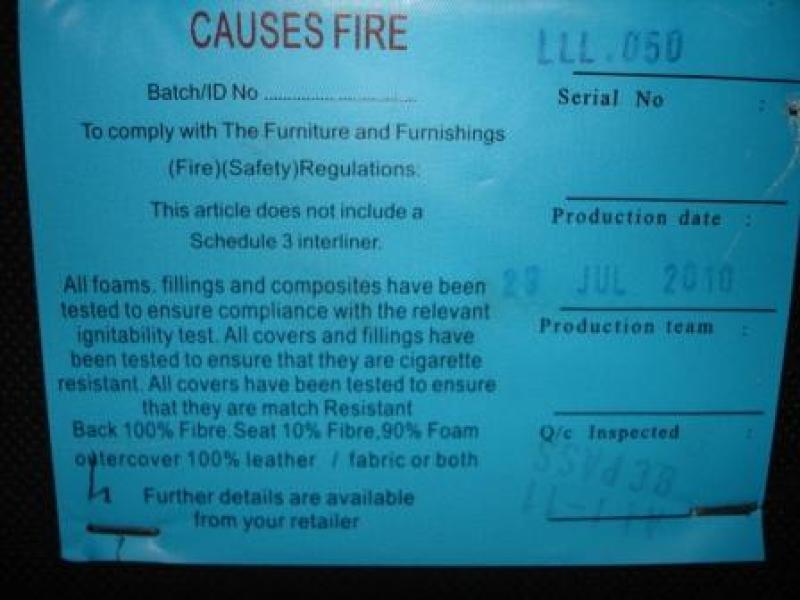 CAUSES FIRE
Batch/ID No ............................
To comply with The Furniture and Furnishings
(Fire)(Safety)Regulations:
This article does not include a
Schedule 3 interliner.
All foams, fillings and composites have been
tested to ensure compliance with the relevant
ignitability test. All covers and fillings have
been tested to ensure that they are cigarette
resistant. All covers have been tested to ensure
that they are match Resistant
Back 100% Fibre.Seat 10% Fibre,90% Foam
outercover 100% leather / fabric or both
Further details are available
from your retailer
LLL.050
Serial No :
Production date :
JUL 2010
Production team :
Q/c Inspected :